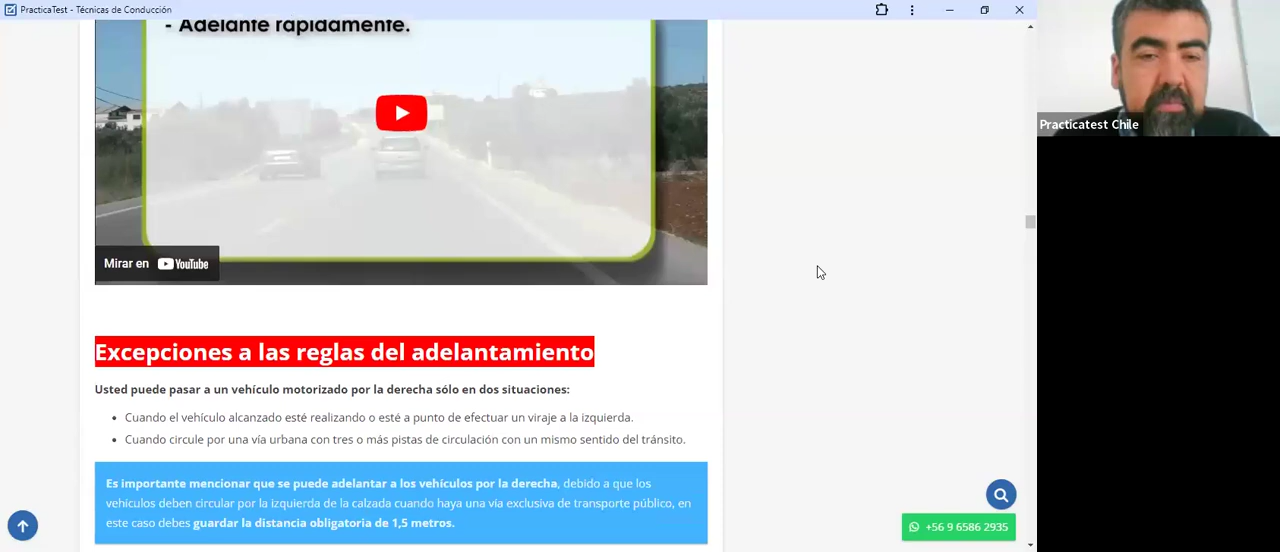 PracticaTest - Técnicas de Conducción
- Adelante rápidamente.
Practicatest Chile
Mirar en YouTube
Excepciones a las reglas del adelantamiento
Usted puede pasar a un vehículo motorizado por la derecha sólo en dos situaciones:
• Cuando el vehículo alcanzado esté realizando o esté a punto de efectuar un viraje a la izquierda.
• Cuando circule por una vía urbana con tres o más pistas de circulación con un mismo sentido del tránsito.
Es importante mencionar que se puede adelantar a los vehículos por la derecha, debido a que los
vehículos deben circular por la izquierda de la calzada cuando haya una vía exclusiva de transporte público, en
este caso debes guardar la distancia obligatoria de 1,5 metros.
+56 9 6586 2935